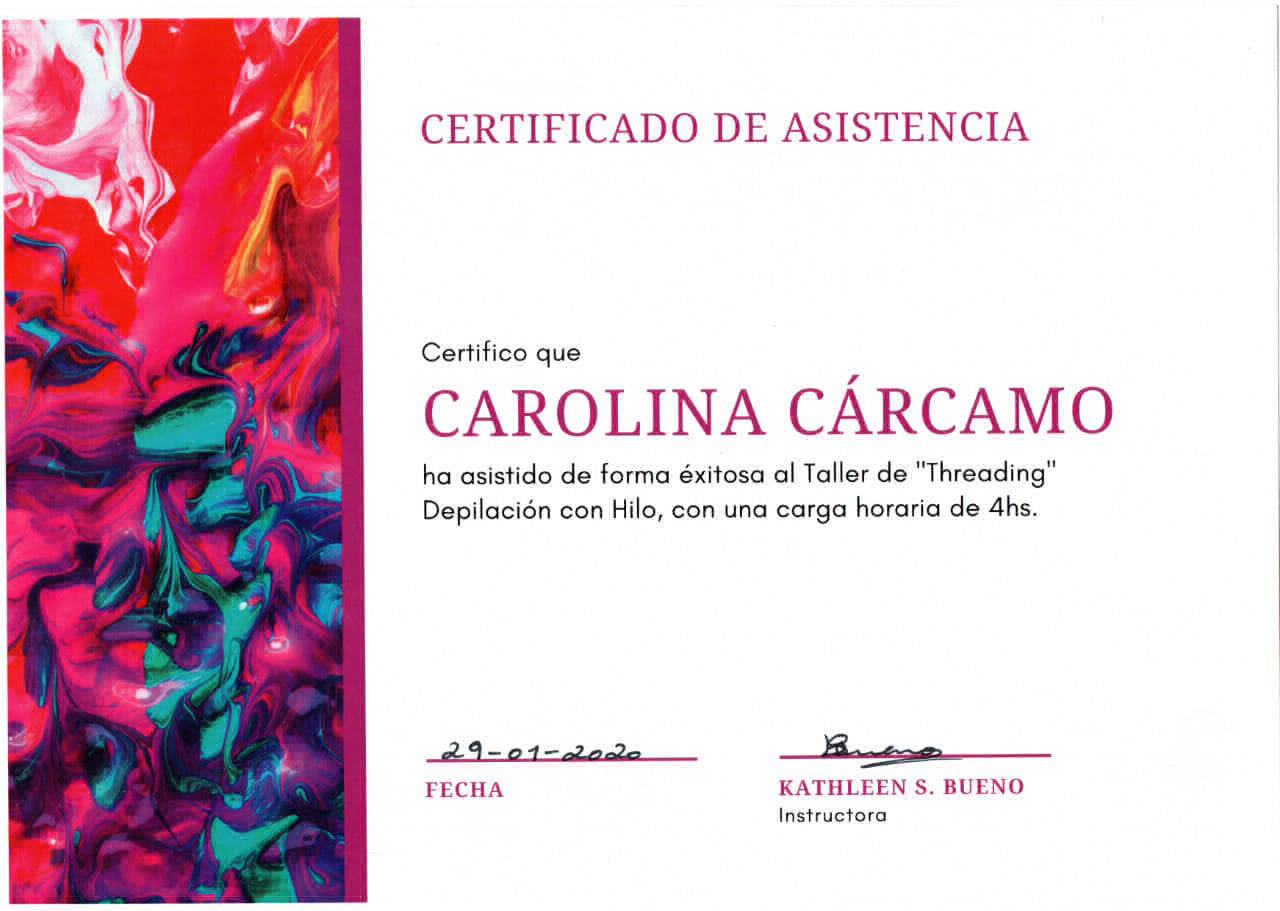 CERTIFICADO DE ASISTENCIA
Certifico que
CAROLINA CÁRCAMO
ha asistido de forma éxitosa al Taller de "Threading"
Depilación con Hilo, con una carga horaria de 4hs.
29-01-2020
FECHA
Bueno
KATHLEEN S. BUENO
Instructora